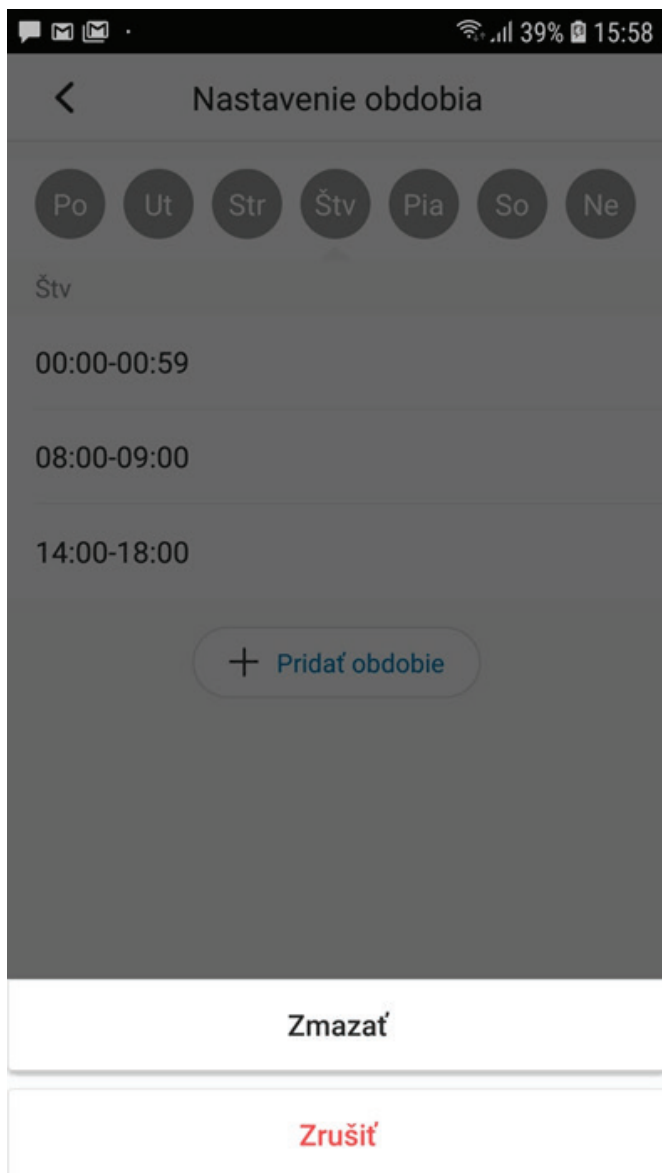 39% 15:58
Nastavenie obdobia
Po Ut Str Štv Pia So Ne
Štv
00:00-00:59
08:00-09:00
14:00-18:00
+ Pridať obdobie
Zmazať
Zrušiť